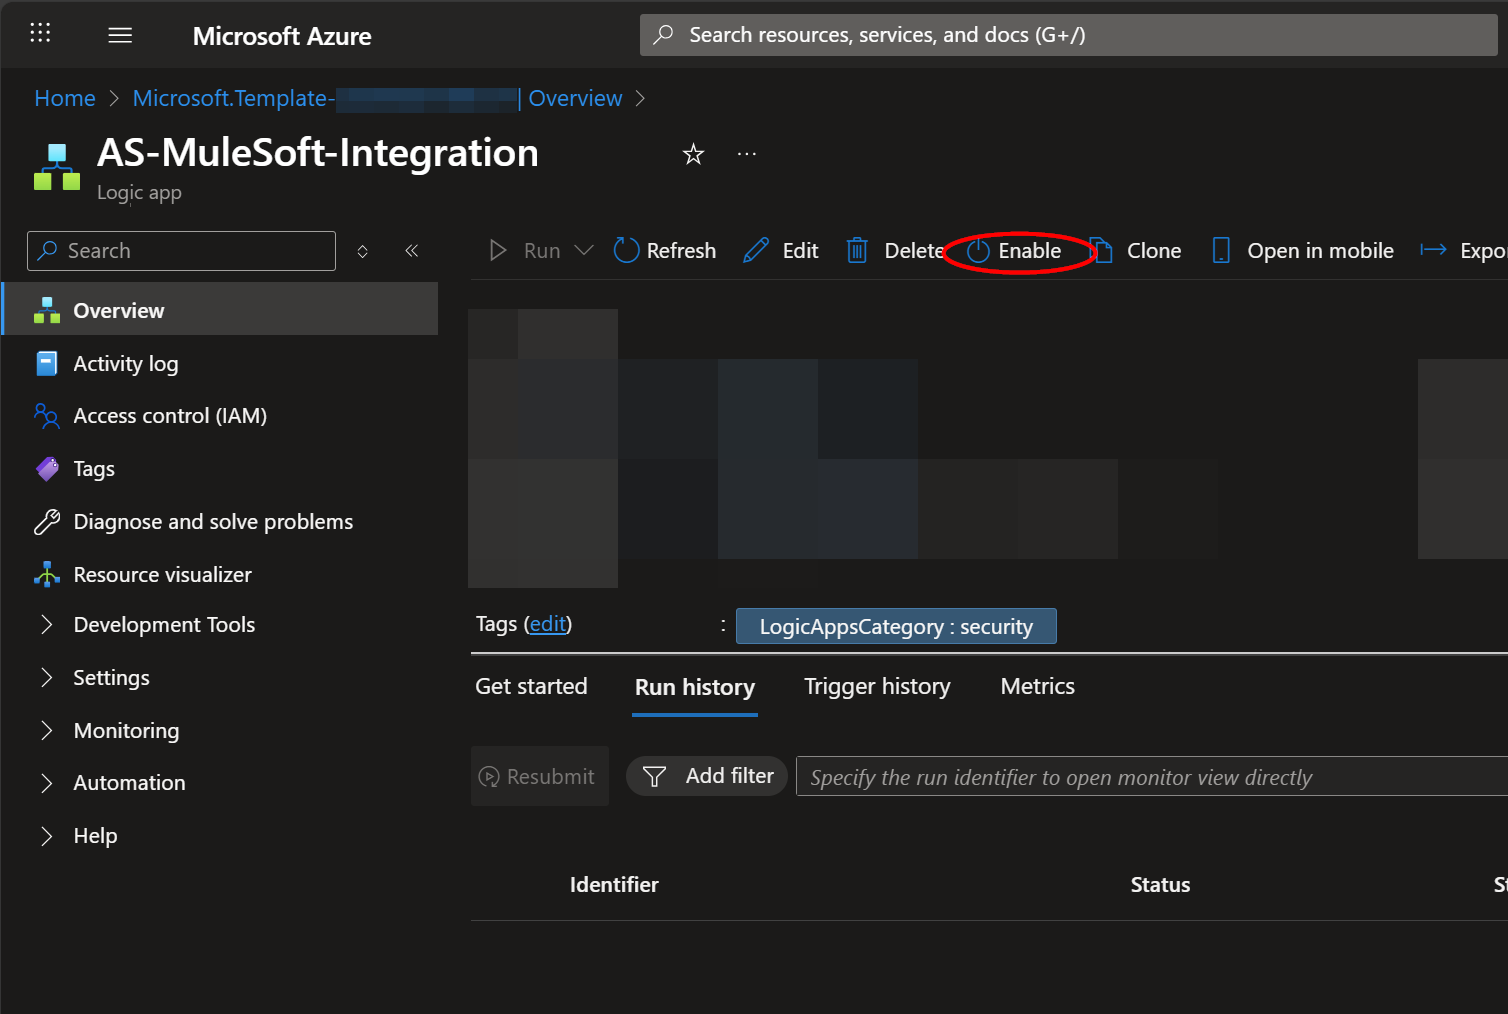 Microsoft Azure
Search resources, services, and docs (G+/)
Home > Microsoft.Template- | Overview >
AS-MuleSoft-Integration
Logic app
Search
Run
Refresh
Edit
Delete
Enable
Clone
Open in mobile
Expor
Overview
Activity log
Access control (IAM)
Tags
Diagnose and solve problems
Resource visualizer
Development Tools
Settings
Monitoring
Automation
Help
Tags (edit) : LogicAppsCategory : security
Get started
Run history
Trigger history
Metrics
Resubmit
Add filter
Specify the run identifier to open monitor view directly
Identifier
Status
St